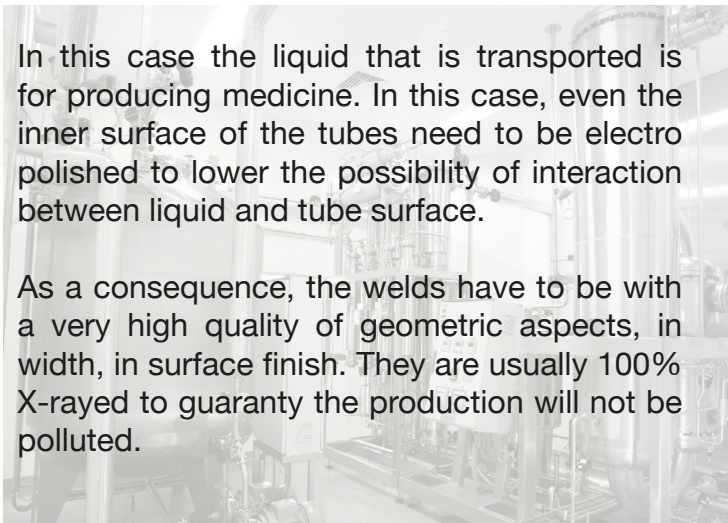 In this case the liquid that is transported is
for producing medicine. In this case, even the
inner surface of the tubes need to be electro
polished to lower the possibility of interaction
between liquid and tube surface.
As a consequence, the welds have to be with
a very high quality of geometric aspects, in
width, in surface finish. They are usually 100%
X-rayed to guaranty the production will not be
polluted.